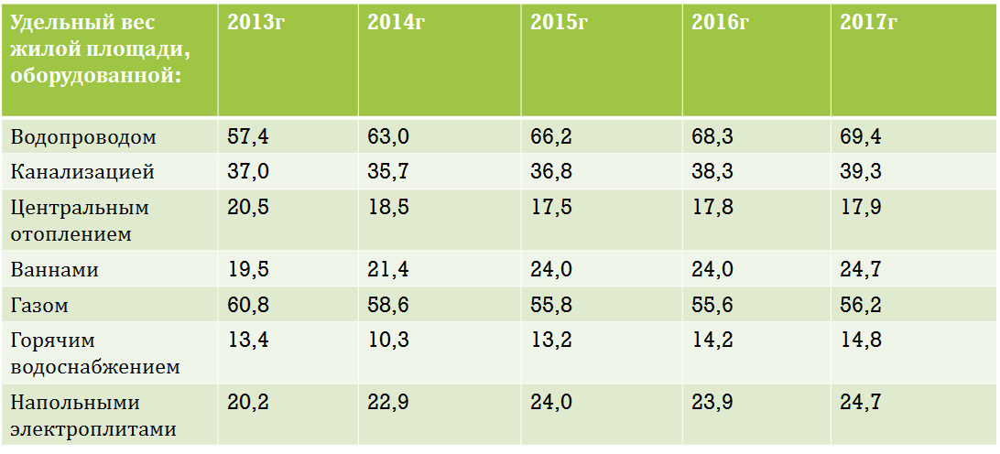 Удельный вес 2013г 2014г 2015г 2016г 2017г
жилой площади,
оборудованной:
Водопроводом 57,4 63,0 66,2 68,3 69,4
Канализацией 37,0 35,7 36,8 38,3 39,3
Центральным 20,5 18,5 17,5 17,8 17,9
отоплением
Ваннами 19,5 21,4 24,0 24,0 24,7
Газом 60,8 58,6 55,8 55,6 56,2
Горячим 13,4 10,3 13,2 14,2 14,8
водоснабжением
Напольными 20,2 22,9 24,0 23,9 24,7
электроплитами